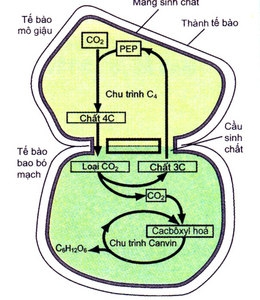 Màng sinh chất
Tế bào
mô giậu
Thành tế bào
CO₂
PEP
Chu trình C₄
Chất 4C
Cầu
sinh
chất
Tế bào
bao bó
mạch
Loại CO₂
Chất 3C
CO₂
Cacbôxyl hoá
Chu trình Canvin
C₆H₁₂O₆